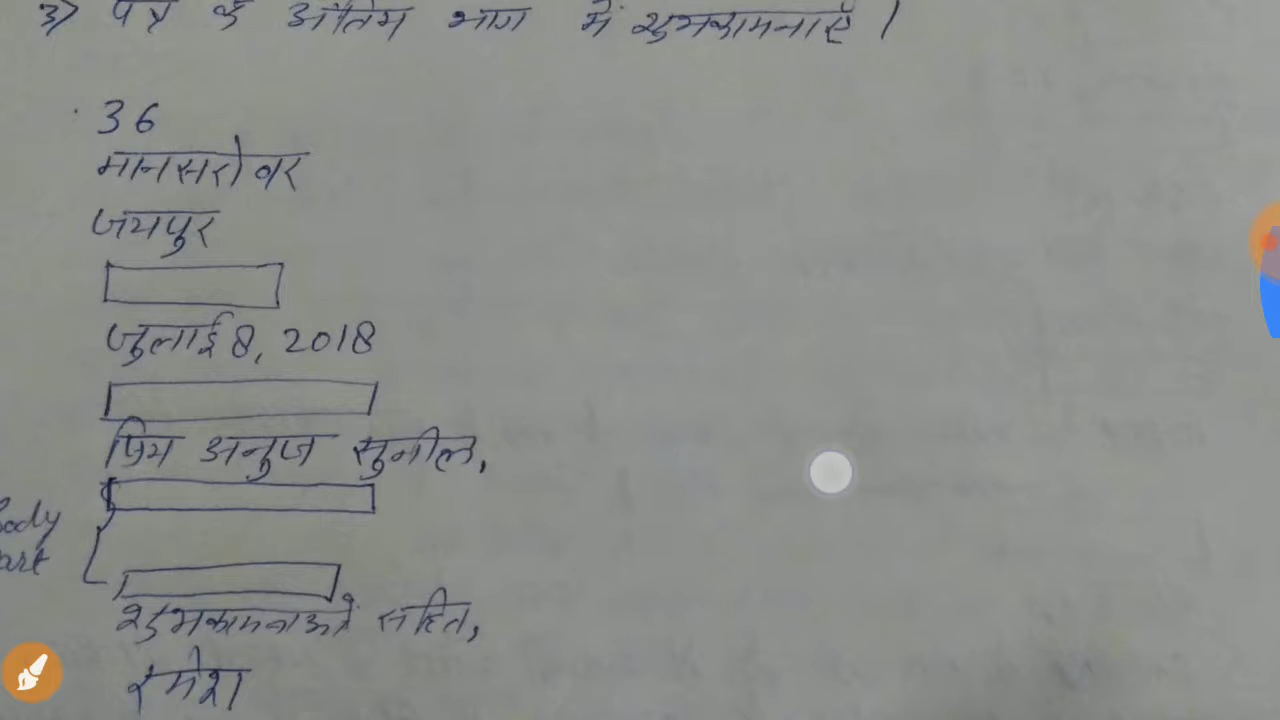 3) पत्र के अंतिम भाग में शुभकामनाएँ ।
36
मानसरोवर
जयपुर
जुलाई 8, 2018
प्रिय अनुज सुनील,
Body
Part
शुभकामनाओं सहित,
रमेश